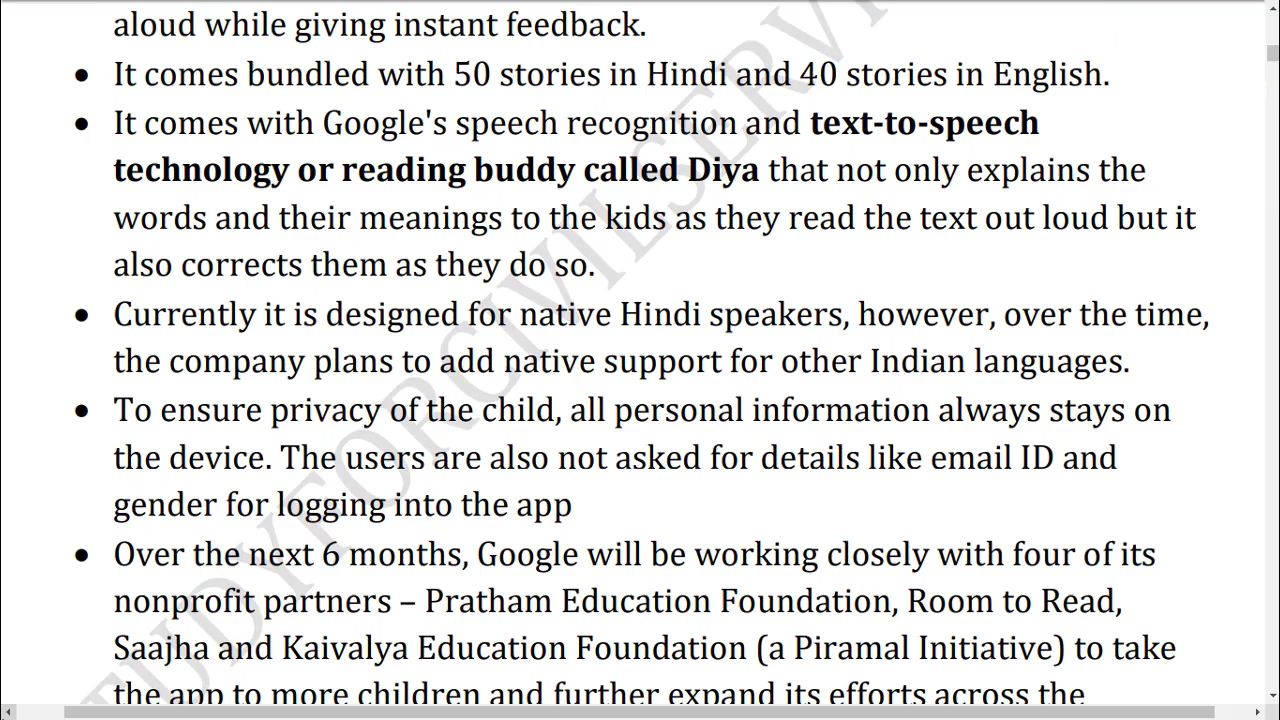 aloud while giving instant feedback.
• It comes bundled with 50 stories in Hindi and 40 stories in English.
• It comes with Google's speech recognition and text-to-speech
technology or reading buddy called Diya that not only explains the
words and their meanings to the kids as they read the text out loud but it
also corrects them as they do so.
• Currently it is designed for native Hindi speakers, however, over the time,
the company plans to add native support for other Indian languages.
• To ensure privacy of the child, all personal information always stays on
the device. The users are also not asked for details like email ID and
gender for logging into the app
• Over the next 6 months, Google will be working closely with four of its
nonprofit partners – Pratham Education Foundation, Room to Read,
Saajha and Kaivalya Education Foundation (a Piramal Initiative) to take
the app to more children and further expand its efforts across the
STUDYFORCIVILSERVI